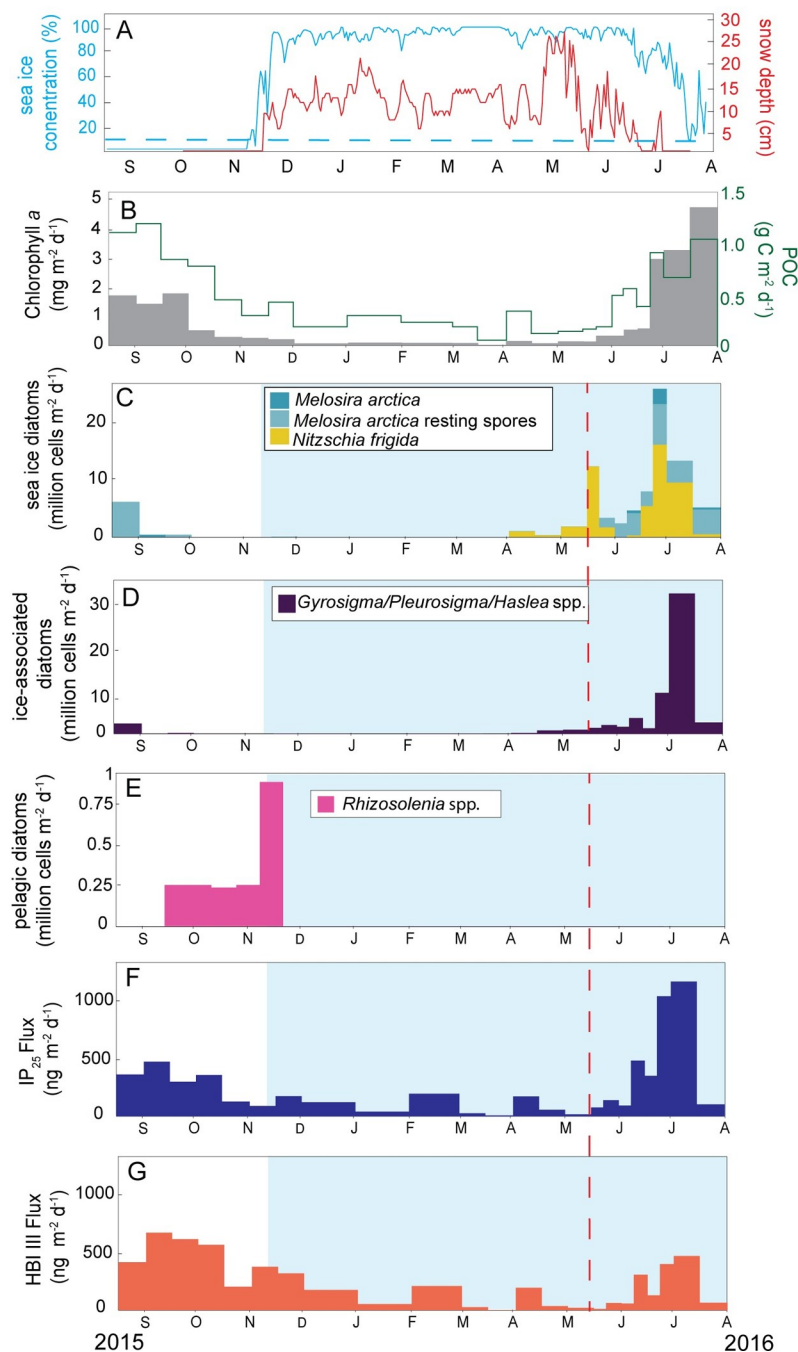 A
sea ice
conentration (%)
100
80
60
40
20
30
25
20
15
10
5
snow depth (cm)
S O N D J F M A M J J A
B
Chlorophyll a
(mg m-2 d-1)
5
4
3
2
1
0
1.5
1.0
0.5
0
POC
(g C m-2 d-1)
S O N D J F M A M J J A
C
sea ice diatoms
(million cells m-2 d-1)
20
10
0
Melosira arctica
Melosira arctica resting spores
Nitzschia frigida
S O N D J F M A M J J A
D
ice-associated
diatoms
(million cells m-2 d-1)
30
20
10
0
Gyrosigma/Pleurosigma/Haslea spp.
S O N D J F M A M J J A
E
pelagic diatoms
(million cells m-2 d-1)
1
0.75
0.5
0.25
0
Rhizosolenia spp.
S O N D J F M A M J J A
F
IP25 Flux
(ng m-2 d-1)
1000
500
0
S O N D J F M A M J J A
G
HBI III Flux
(ng m-2 d-1)
1000
500
0
S O N D J F M A M J J A
2015 2016